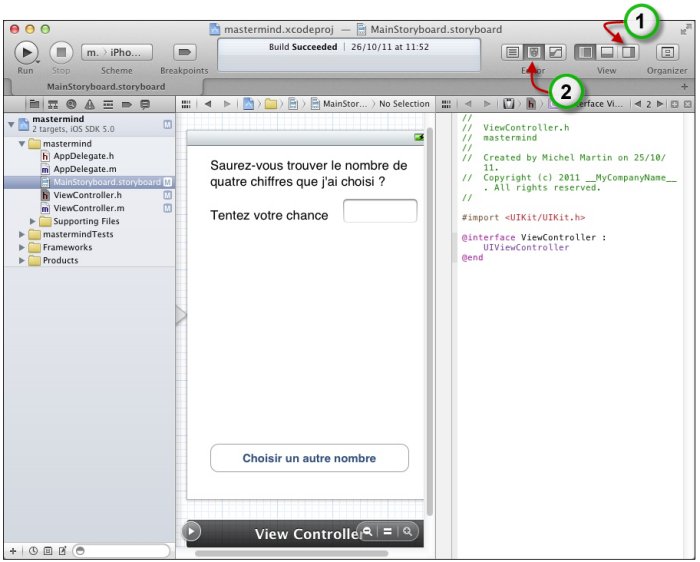 1
mastermind.xcodeproj — MainStoryboard.storyboard
m. iPho...
Build Succeeded | 26/10/11 at 11:52
Run Stop Scheme Breakpoints
View Organizer
2
MainStoryboard.storyboard +
MainStor... No Selection
terface Vi... 2
mastermind M
2 targets, iOS SDK 5.0
mastermind
h AppDelegate.h
m AppDelegate.m
MainStoryboard.storyboard M
h ViewController.h M
m ViewController.m M
Supporting Files
mastermindTests
Frameworks
Products
Saurez-vous trouver le nombre de
quatre chiffres que j'ai choisi ?
Tentez votre chance
Choisir un autre nombre
View Controller
//
// ViewController.h
// mastermind
//
// Created by Michel Martin on 25/10/
11.
// Copyright (c) 2011 __MyCompanyName__
. All rights reserved.
//
#import <UIKit/UIKit.h>
@interface ViewController :
UIViewController
@end